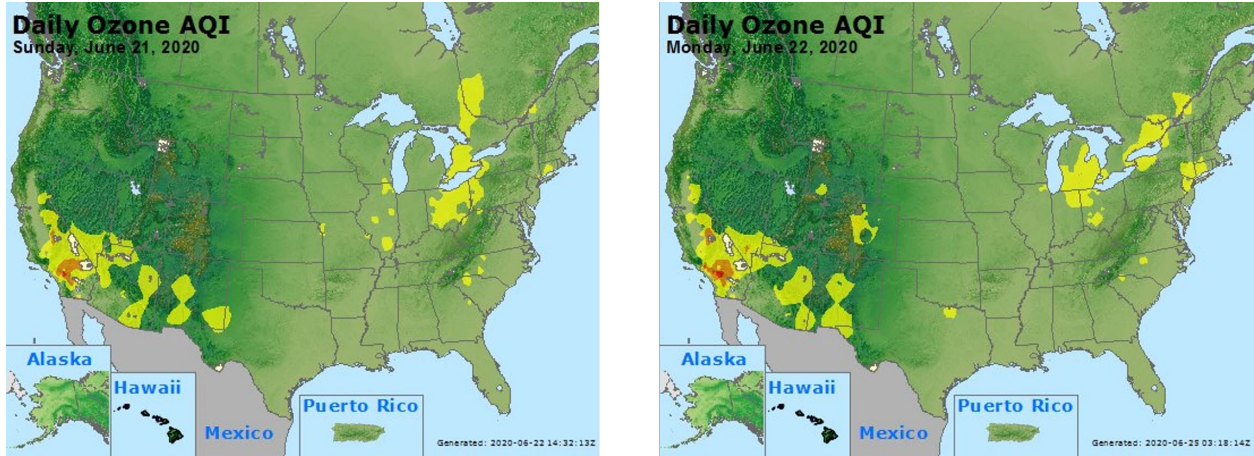 Daily Ozone AQI
Sunday, June 21, 2020
Alaska
Hawaii
Mexico
Puerto Rico
Generated: 2020-06-22 14:32:13Z
Daily Ozone AQI
Monday, June 22, 2020
Alaska
Hawaii
Mexico
Puerto Rico
Generated: 2020-06-25 03:18:14Z